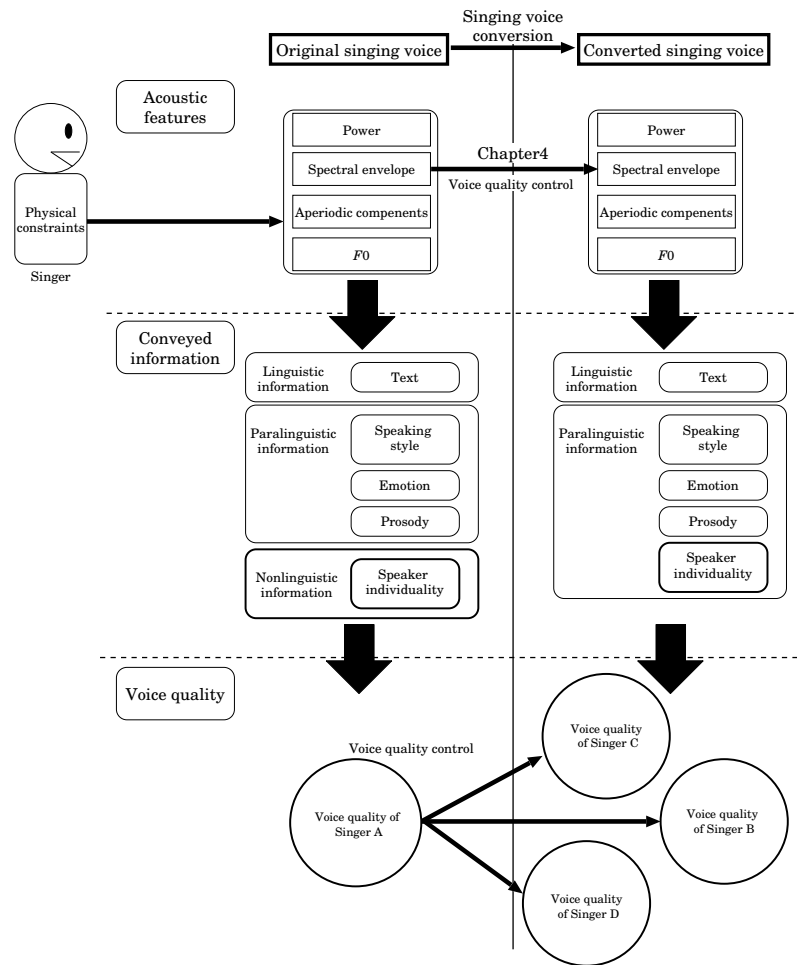 Singing voice
conversion
Original singing voice
Converted singing voice
Acoustic
features
Power
Spectral envelope
Aperiodic compenents
F0
Chapter4
Voice quality control
Power
Spectral envelope
Aperiodic compenents
F0
Physical
constraints
Singer
Conveyed
information
Linguistic
information
Text
Paralinguistic
information
Speaking
style
Emotion
Prosody
Nonlinguistic
information
Speaker
individuality
Linguistic
information
Text
Paralinguistic
information
Speaking
style
Emotion
Prosody
Speaker
individuality
Voice quality
Voice quality control
Voice quality of
Singer A
Voice quality
of Singer C
Voice quality
of Singer B
Voice quality
of Singer D